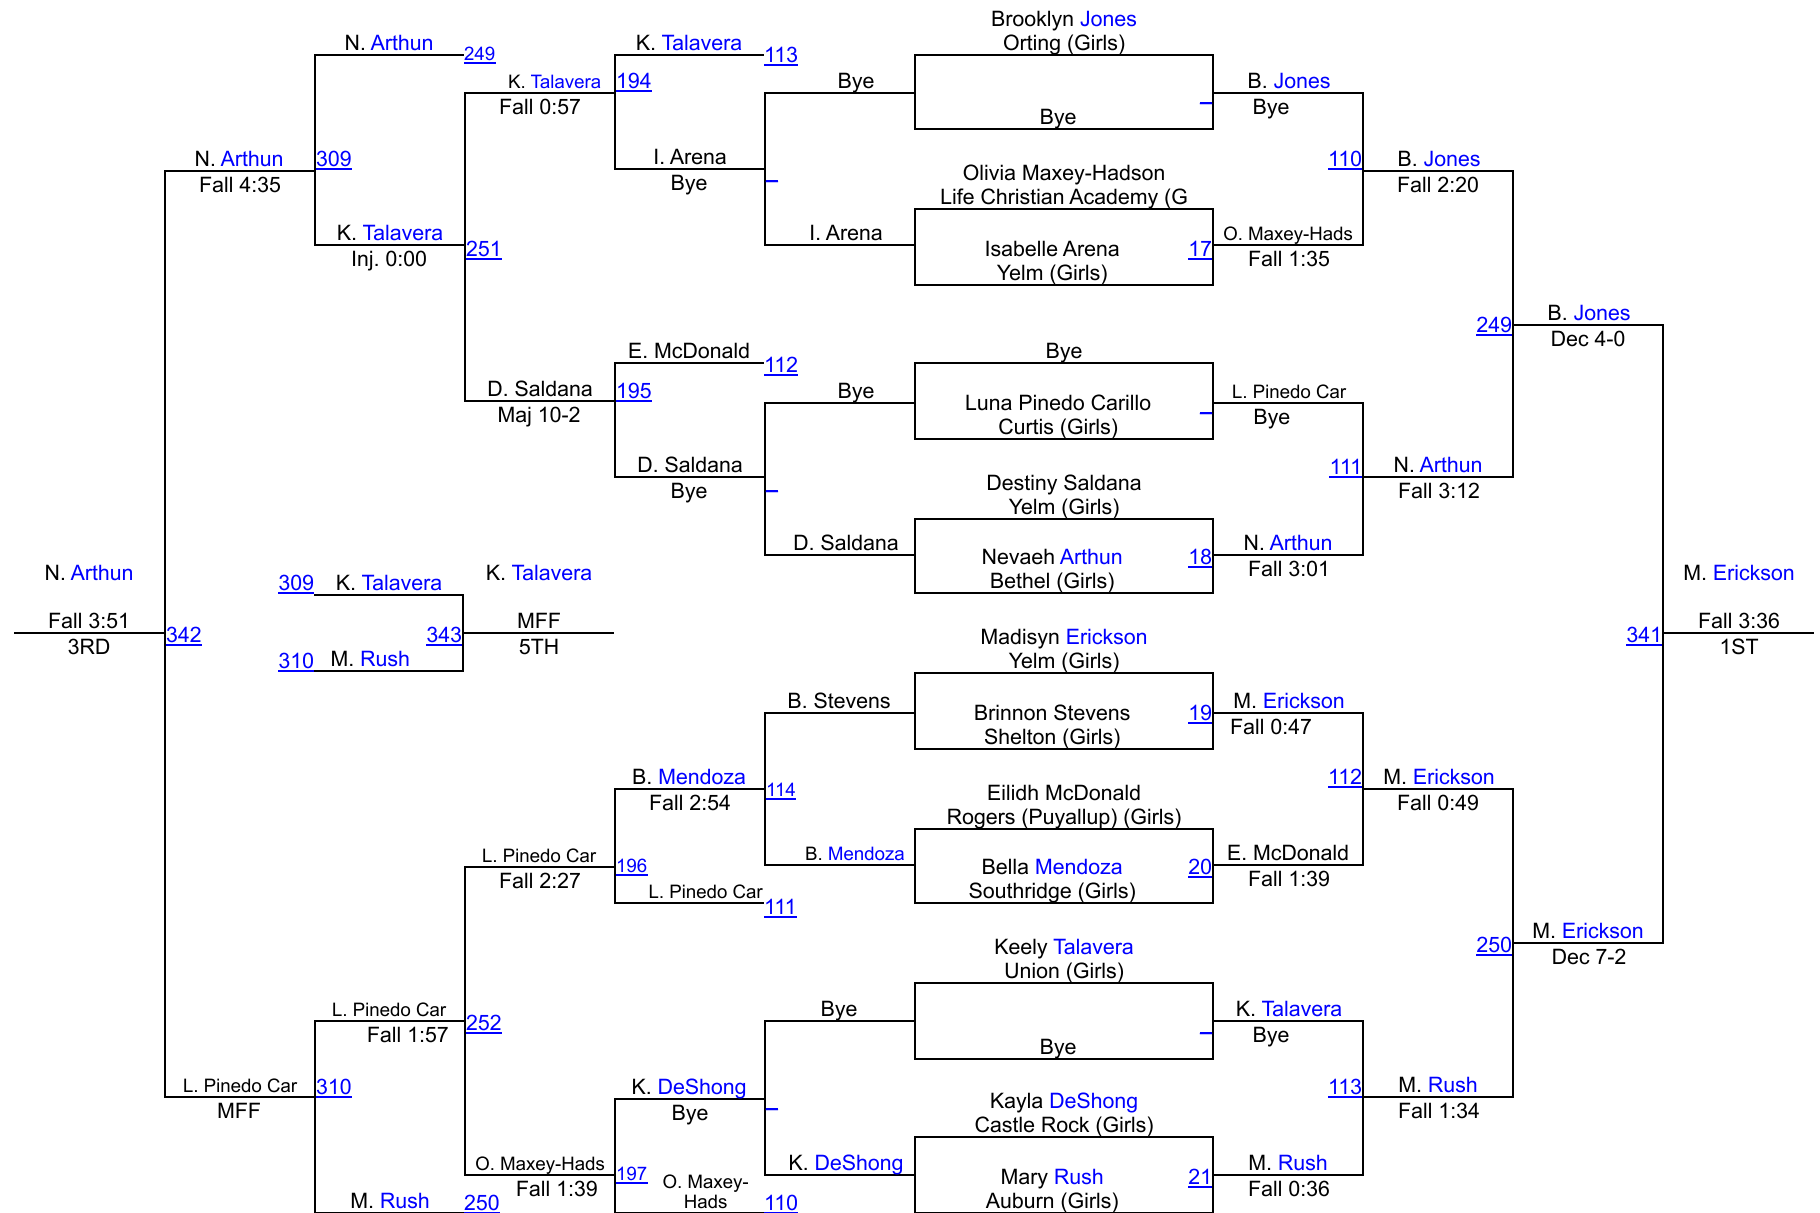 Brooklyn Jones
N. Arthun
249
K. Talavera
113
Orting (Girls)
K. Talavera
194
Bye
B. Jones
Fall 0:57
Bye
Bye
N. Arthun
309
I. Arena
110
B. Jones
Fall 4:35
Bye
Olivia Maxey-Hadson
Fall 2:20
Life Christian Academy (G
K. Talavera
251
I. Arena
Isabelle Arena
17
O. Maxey-Hads
Inj. 0:00
Yelm (Girls)
Fall 1:35
249
B. Jones
Dec 4-0
E. McDonald
112
Bye
D. Saldana
195
Bye
Luna Pinedo Carillo
L. Pinedo Car
Maj 10-2
Curtis (Girls)
Bye
D. Saldana
111
N. Arthun
Bye
Destiny Saldana
Fall 3:12
Yelm (Girls)
D. Saldana
Nevaeh Arthun
18
N. Arthun
Bethel (Girls)
Fall 3:01
N. Arthun
309
K. Talavera
K. Talavera
M. Erickson
Fall 3:51
342
343
MFF
341
Fall 3:36
3RD
310
M. Rush
5TH
1ST
Madisyn Erickson
Yelm (Girls)
B. Stevens
Brinnon Stevens
19
M. Erickson
Shelton (Girls)
Fall 0:47
B. Mendoza
114
112
M. Erickson
Fall 2:54
Eilidh McDonald
Fall 0:49
Rogers (Puyallup) (Girls)
L. Pinedo Car
196
B. Mendoza
Bella Mendoza
20
E. McDonald
Fall 2:27
L. Pinedo Car
111
Southridge (Girls)
Fall 1:39
Keely Talavera
250
M. Erickson
Union (Girls)
Dec 7-2
L. Pinedo Car
252
Bye
K. Talavera
Fall 1:57
Bye
Bye
L. Pinedo Car
310
K. DeShong
113
M. Rush
MFF
Bye
Kayla DeShong
Fall 1:34
Castle Rock (Girls)
O. Maxey-Hads
197
K. DeShong
Mary Rush
21
M. Rush
Fall 1:39
O. Maxey-
Hads
110
Auburn (Girls)
Fall 0:36
M. Rush
250